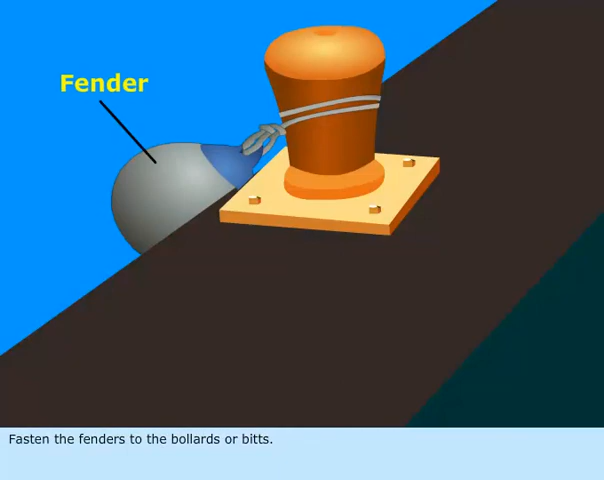 Fender
Fasten the fenders to the bollards or bitts.